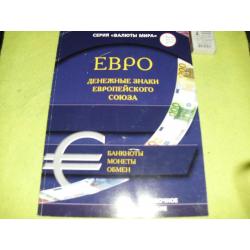 СЕРИЯ «ВАЛЮТЫ МИРА»
ЕВРО
ДЕНЕЖНЫЕ ЗНАКИ
ЕВРОПЕЙСКОГО
СОЮЗА
БАНКНОТЫ
МОНЕТЫ
ОБМЕН